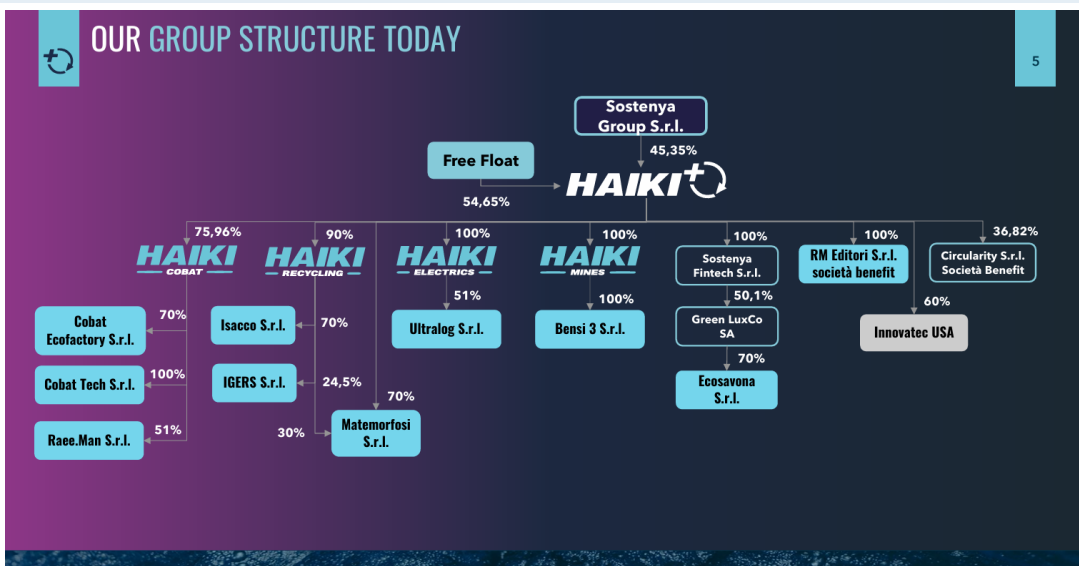 OUR GROUP STRUCTURE TODAY
5
Sostenya
Group S.r.l.
45,35%
Free Float
54,65%
HAIKI+
75,96%
HAIKI
COBAT
90%
HAIKI
RECYCLING
100%
HAIKI
ELECTRICS
100%
HAIKI
MINES
100%
Sostenya
Fintech S.r.l.
100%
RM Editori S.r.l.
società benefit
36,82%
Circularity S.r.l.
Società Benefit
70%
Cobat
Ecofactory S.r.l.
100%
Cobat Tech S.r.l.
51%
Raee.Man S.r.l.
Isacco S.r.l.
70%
IGERS S.r.l.
24,5%
30%
70%
Matemorfosi
S.r.l.
51%
Ultralog S.r.l.
100%
Bensi 3 S.r.l.
50,1%
Green LuxCo
SA
70%
Ecosavona
S.r.l.
60%
Innovatec USA